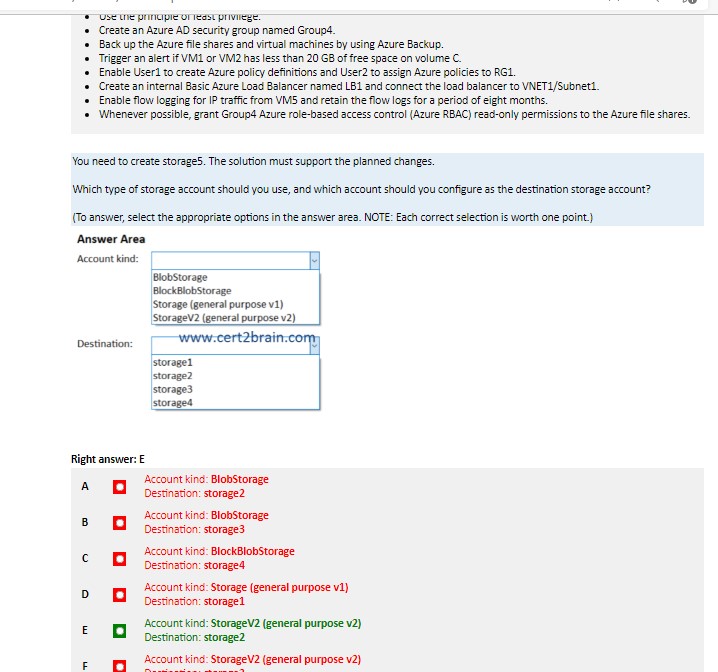 Use the principle of least privilege.
Create an Azure AD security group named Group4.
Back up the Azure file shares and virtual machines by using Azure Backup.
Trigger an alert if VM1 or VM2 has less than 20 GB of free space on volume C.
Enable User1 to create Azure policy definitions and User2 to assign Azure policies to RG1.
Create an internal Basic Azure Load Balancer named LB1 and connect the load balancer to VNET1/Subnet1.
Enable flow logging for IP traffic from VM5 and retain the flow logs for a period of eight months.
Whenever possible, grant Group4 Azure role-based access control (Azure RBAC) read-only permissions to the Azure file shares.
You need to create storage5. The solution must support the planned changes.
Which type of storage account should you use, and which account should you configure as the destination storage account?
(To answer, select the appropriate options in the answer area. NOTE: Each correct selection is worth one point.)
Answer Area
Account kind:
BlobStorage
BlockBlobStorage
Storage (general purpose v1)
StorageV2 (general purpose v2)
www.cert2brain.com
Destination:
storage1
storage2
storage3
storage4
Right answer: E
A Account kind: BlobStorage
Destination: storage2
B Account kind: BlobStorage
Destination: storage3
C Account kind: BlockBlobStorage
Destination: storage4
D Account kind: Storage (general purpose v1)
Destination: storage1
E Account kind: StorageV2 (general purpose v2)
Destination: storage2
F Account kind: StorageV2 (general purpose v2)